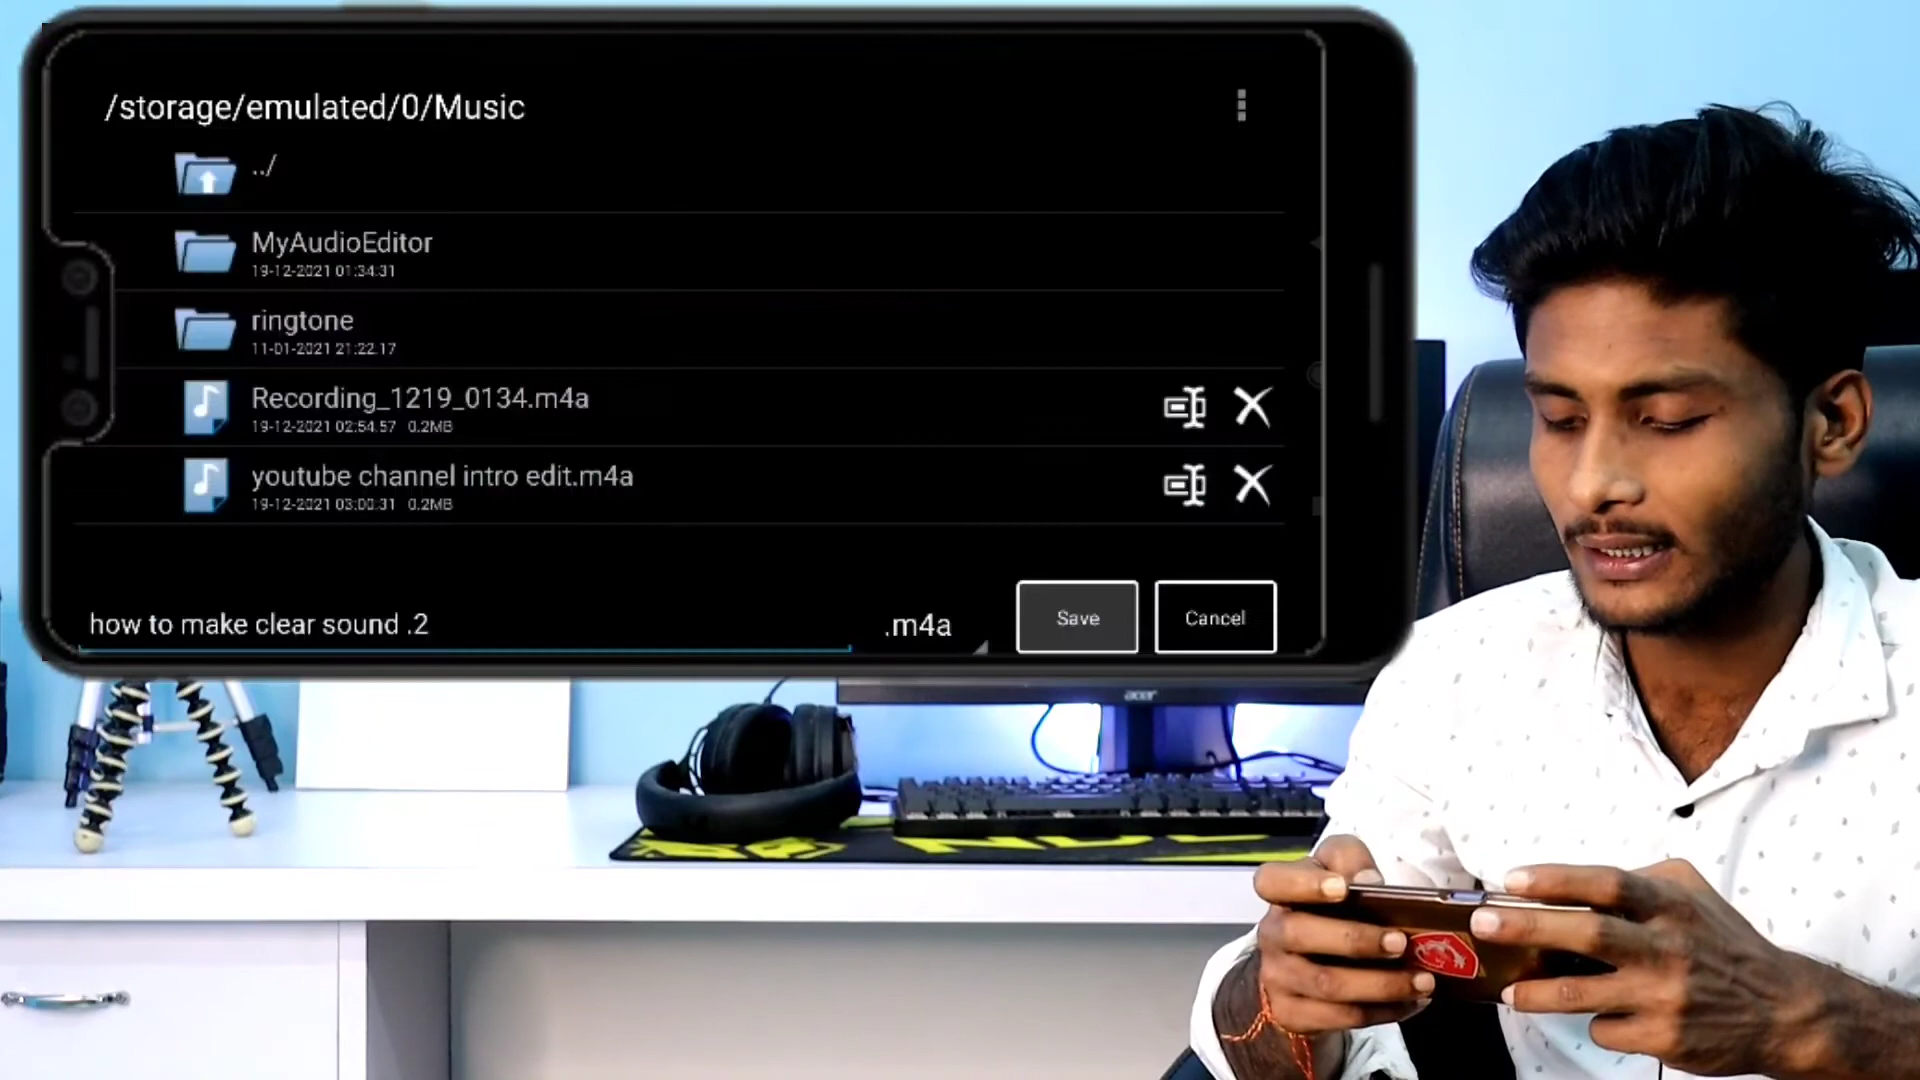 /storage/emulated/0/Music
../
MyAudioEditor
19-12-2021 01:34:31
ringtone
11-01-2021 21:22:17
Recording_1219_0134.m4a
19-12-2021 02:54:57 0.2MB
youtube channel intro edit.m4a
19-12-2021 03:00:31 0.2MB
how to make clear sound .2
.m4a
Save
Cancel
acer